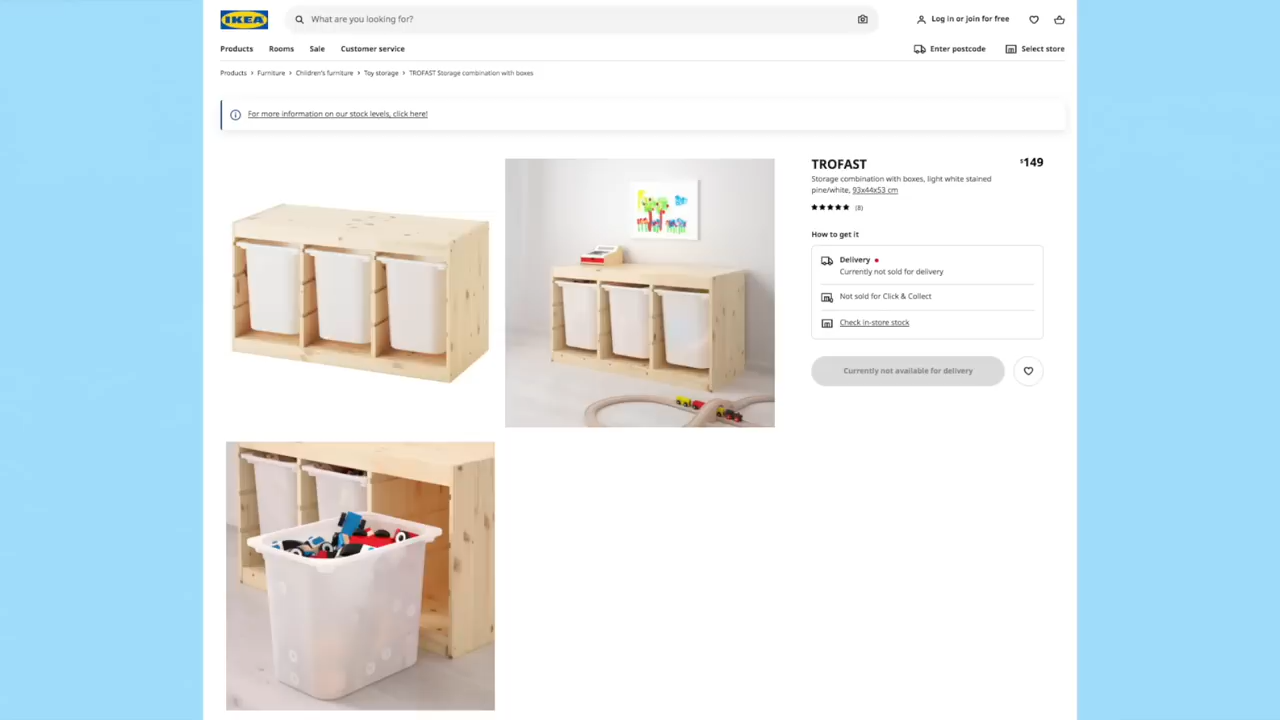 IKEA
What are you looking for?
Log in or join for free
Products Rooms Sale Customer service
Enter postcode Select store
Products › Furniture › Children's furniture › Toy storage › TROFAST Storage combination with boxes
For more information on our stock levels, click here!
TROFAST
$149
Storage combination with boxes, light white stained
pine/white, 93x44x53 cm
(8)
How to get it
Delivery
Currently not sold for delivery
Not sold for Click & Collect
Check in-store stock
Currently not available for delivery